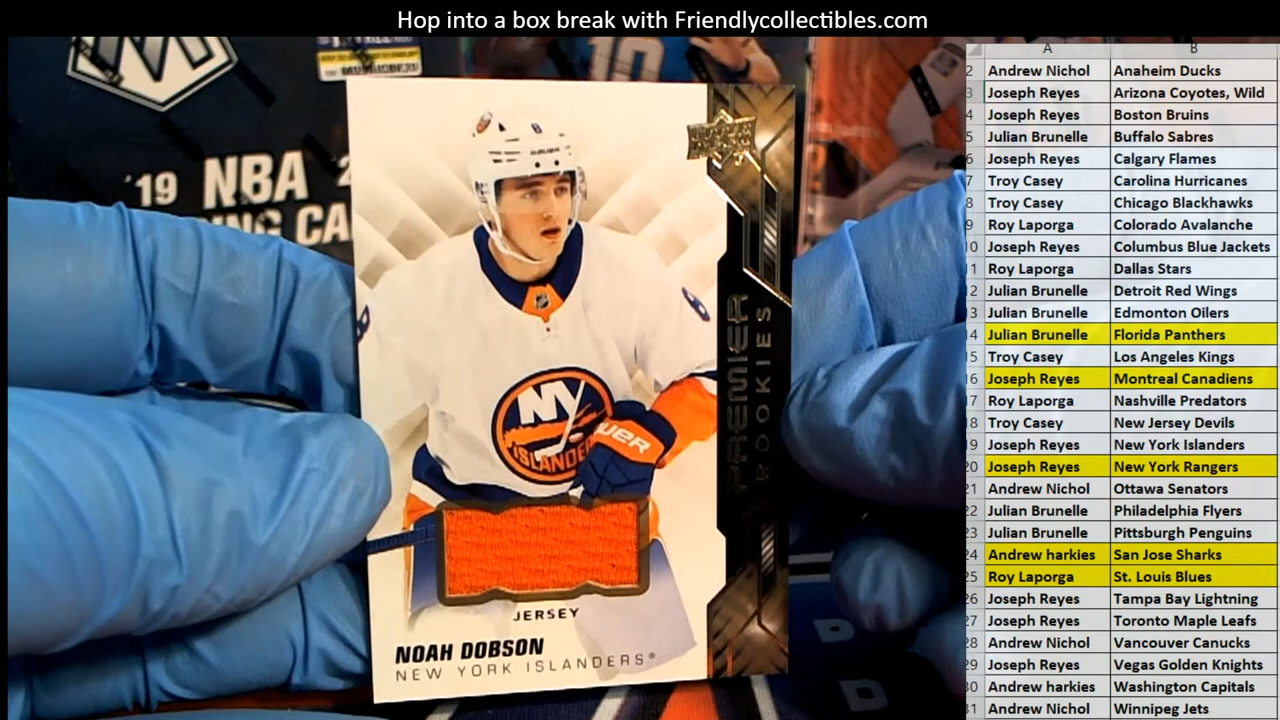 Hop into a box break with Friendlycollectibles.com
10
'19 NBA 2
NG CA
8
NY
ISLANDE
BAUER
PREMIER
ROOKIES
JERSEY
NOAH DOBSON
NEW YORK ISLANDERS®
A B
2 Andrew Nichol Anaheim Ducks
3 Joseph Reyes Arizona Coyotes, Wild
4 Joseph Reyes Boston Bruins
5 Julian Brunelle Buffalo Sabres
6 Joseph Reyes Calgary Flames
7 Troy Casey Carolina Hurricanes
8 Troy Casey Chicago Blackhawks
9 Roy Laporga Colorado Avalanche
10 Joseph Reyes Columbus Blue Jackets
11 Roy Laporga Dallas Stars
12 Julian Brunelle Detroit Red Wings
13 Julian Brunelle Edmonton Oilers
14 Julian Brunelle Florida Panthers
15 Troy Casey Los Angeles Kings
16 Joseph Reyes Montreal Canadiens
17 Roy Laporga Nashville Predators
18 Troy Casey New Jersey Devils
19 Joseph Reyes New York Islanders
20 Joseph Reyes New York Rangers
21 Andrew Nichol Ottawa Senators
22 Julian Brunelle Philadelphia Flyers
23 Julian Brunelle Pittsburgh Penguins
24 Andrew harkies San Jose Sharks
25 Roy Laporga St. Louis Blues
26 Joseph Reyes Tampa Bay Lightning
27 Joseph Reyes Toronto Maple Leafs
28 Andrew Nichol Vancouver Canucks
29 Joseph Reyes Vegas Golden Knights
30 Andrew harkies Washington Capitals
31 Andrew Nichol Winnipeg Jets